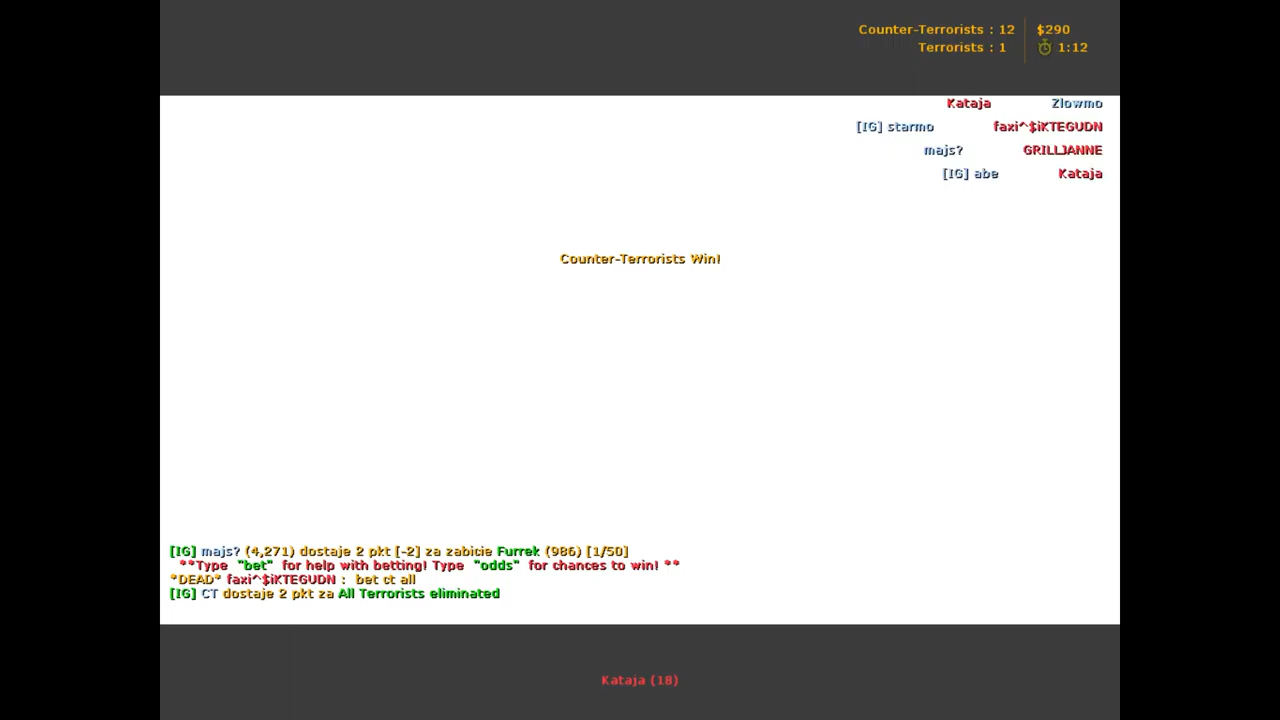 Counter-Terrorists : 12 $290
Terrorists : 1 1:12
Kataja Zlowmo
[IG] starmo faxi^$iKTEGUDN
majs? GRILLJANNE
[IG] abe Kataja
Counter-Terrorists Win!
[IG] majs? (4,271) dostaje 2 pkt [-2] za zabicie Furrek (986) [1/50]
**Type "bet" for help with betting! Type "odds" for chances to win! **
*DEAD* faxi^$iKTEGUDN : bet ct all
[IG] CT dostaje 2 pkt za All Terrorists eliminated
Kataja (18)